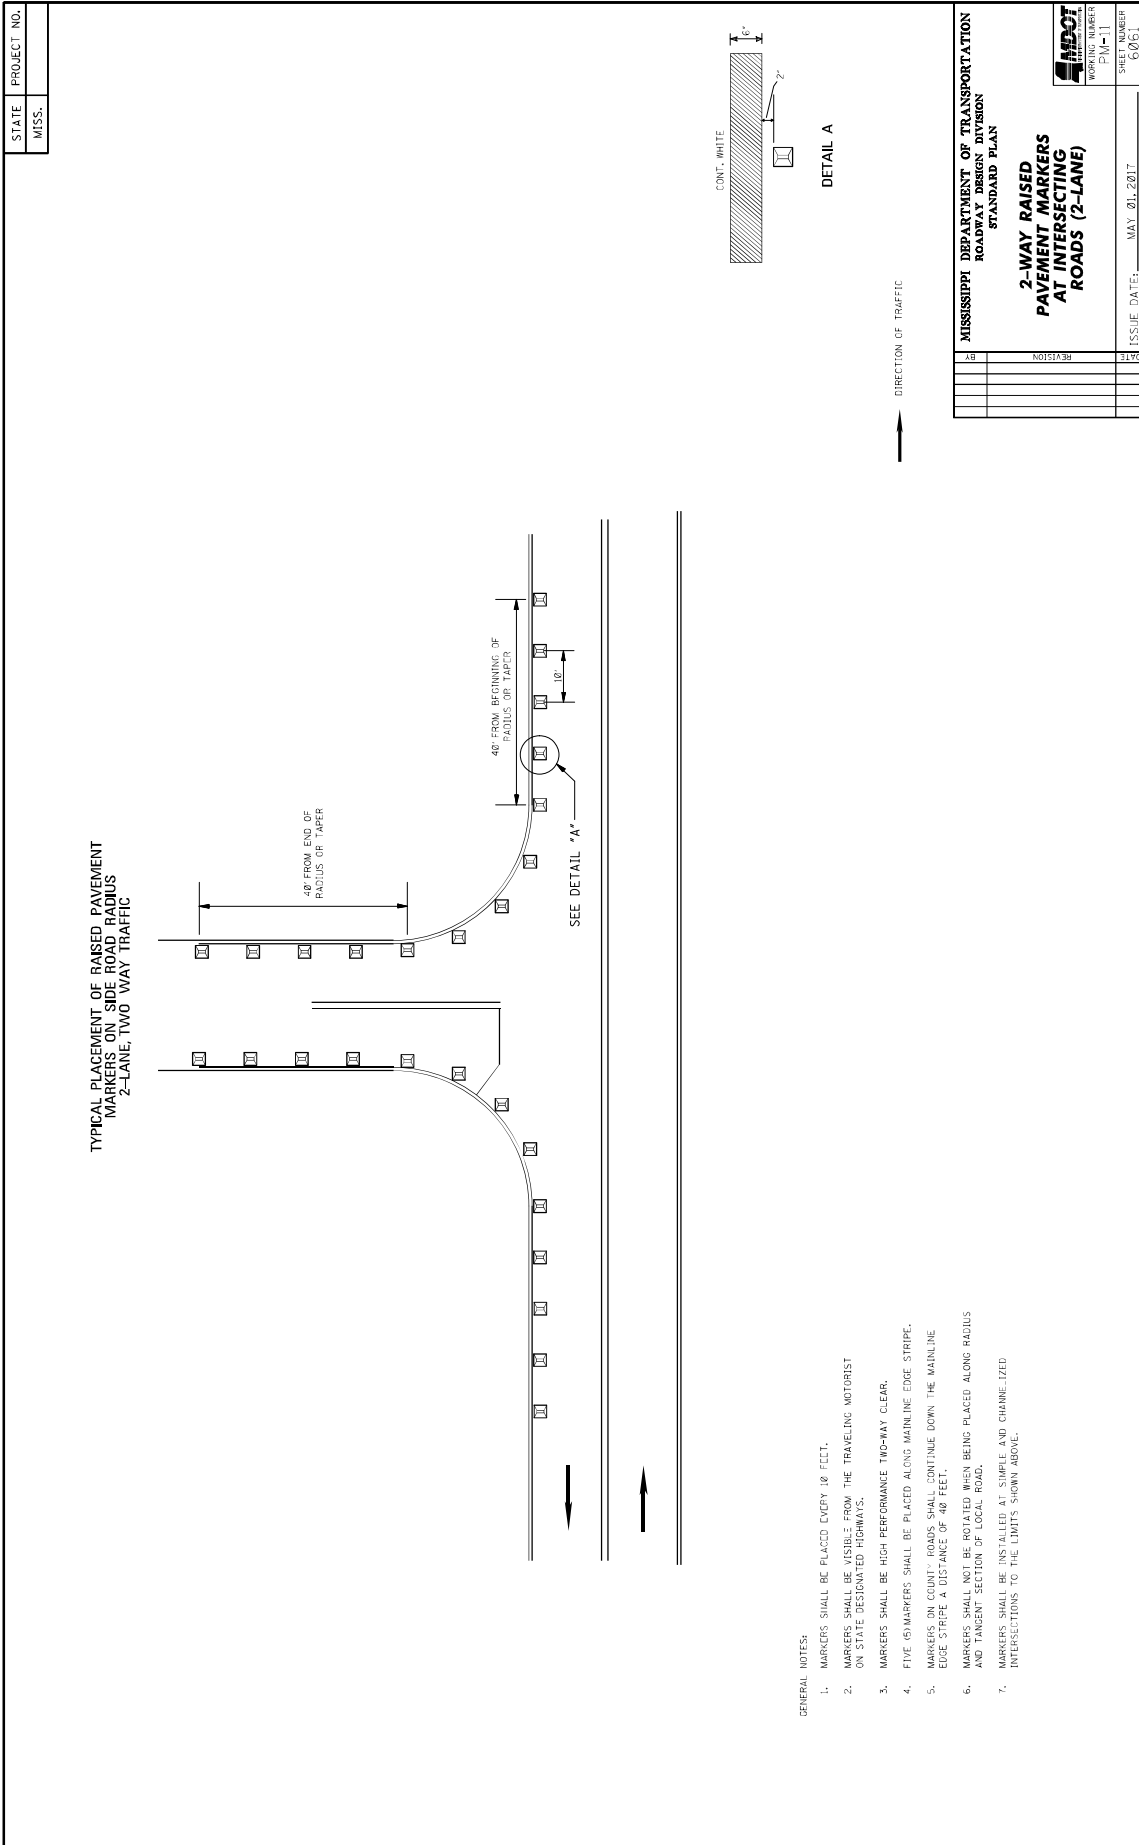 STATE PROJECT NO.
MISS.
TYPICAL PLACEMENT OF RAISED PAVEMENT
MARKERS ON SIDE ROAD RADIUS
2-LANE, TWO WAY TRAFFIC
40' FROM END OF
RADIUS OR TAPER
40' FROM BEGINNING OF
RADIUS OR TAPER
10'
SEE DETAIL "A"
CONT. WHITE
6"
2"
DETAIL A
DIRECTION OF TRAFFIC
GENERAL NOTES:
1. MARKERS SHALL BE PLACED EVERY 10 FEET.
2. MARKERS SHALL BE VISIBLE FROM THE TRAVELING MOTORIST
ON STATE DESIGNATED HIGHWAYS.
3. MARKERS SHALL BE HIGH PERFORMANCE TWO-WAY CLEAR.
4. FIVE (5) MARKERS SHALL BE PLACED ALONG MAINLINE EDGE STRIPE.
5. MARKERS ON COUNTY ROADS SHALL CONTINUE DOWN THE MAINLINE
EDGE STRIPE A DISTANCE OF 40 FEET.
6. MARKERS SHALL NOT BE ROTATED WHEN BEING PLACED ALONG RADIUS
AND TANGENT SECTION OF LOCAL ROAD.
7. MARKERS SHALL BE INSTALLED AT SIMPLE AND CHANNELIZED
INTERSECTIONS TO THE LIMITS SHOWN ABOVE.
BY
REVISION
DATE
MISSISSIPPI DEPARTMENT OF TRANSPORTATION
ROADWAY DESIGN DIVISION
STANDARD PLAN
2-WAY RAISED
PAVEMENT MARKERS
AT INTERSECTING
ROADS (2-LANE)
ISSUE DATE: MAY 01, 2017
MDOT
WORKING NUMBER
PM-11
SHEET NUMBER
6061